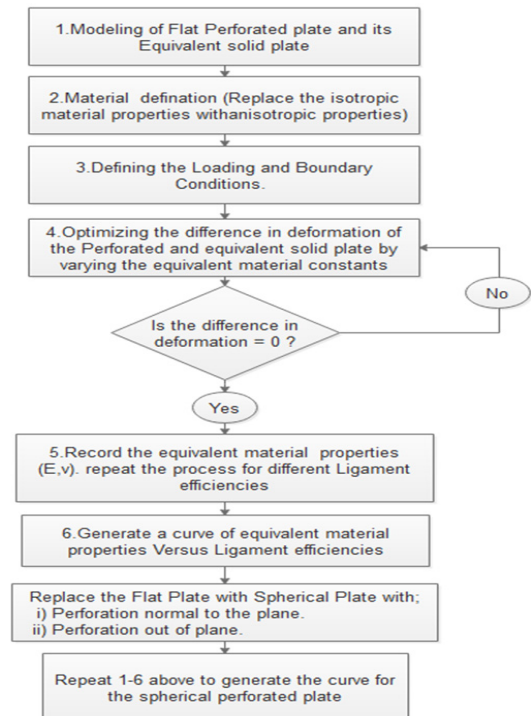 1.Modeling of Flat Perforated plate and its
Equivalent solid plate
2.Material defination (Replace the isotropic
material properties withanisotropic properties)
3.Defining the Loading and Boundary
Conditions.
4.Optimizing the difference in deformation of
the Perforated and equivalent solid plate by
varying the equivalent material constants
No
Is the difference in
deformation = 0 ?
Yes
5.Record the equivalent material properties
(E,v). repeat the process for different Ligament
efficiencies
6.Generate a curve of equivalent material
properties Versus Ligament efficiencies
Replace the Flat Plate with Spherical Plate with;
i) Perforation normal to the plane.
ii) Perforation out of plane.
Repeat 1-6 above to generate the curve for
the spherical perforated plate